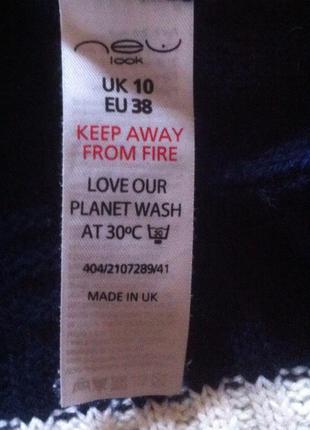 new
look
UK 10
EU 38
KEEP AWAY
FROM FIRE
LOVE OUR
PLANET WASH
AT 30ºC 30
404/2107289/41
MADE IN UK